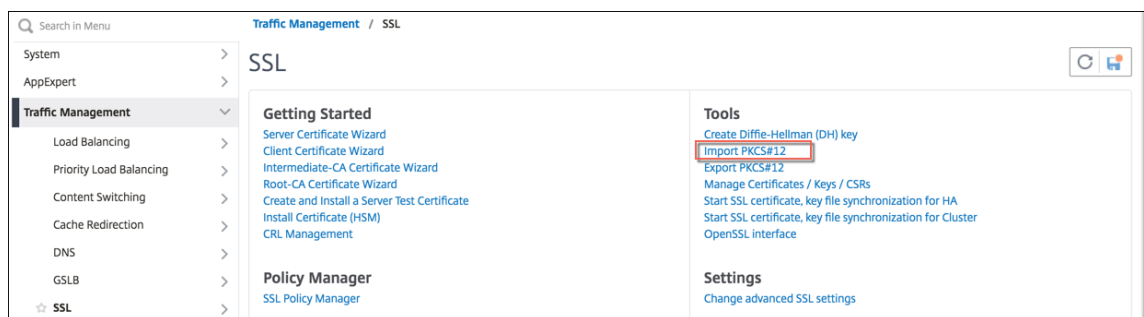 Search in Menu
System
AppExpert
Traffic Management
Load Balancing
Priority Load Balancing
Content Switching
Cache Redirection
DNS
GSLB
SSL
Traffic Management / SSL
SSL
Getting Started
Server Certificate Wizard
Client Certificate Wizard
Intermediate-CA Certificate Wizard
Root-CA Certificate Wizard
Create and Install a Server Test Certificate
Install Certificate (HSM)
CRL Management
Policy Manager
SSL Policy Manager
Tools
Create Diffie-Hellman (DH) key
Import PKCS#12
Export PKCS#12
Manage Certificates / Keys / CSRs
Start SSL certificate, key file synchronization for HA
Start SSL certificate, key file synchronization for Cluster
OpenSSL interface
Settings
Change advanced SSL settings